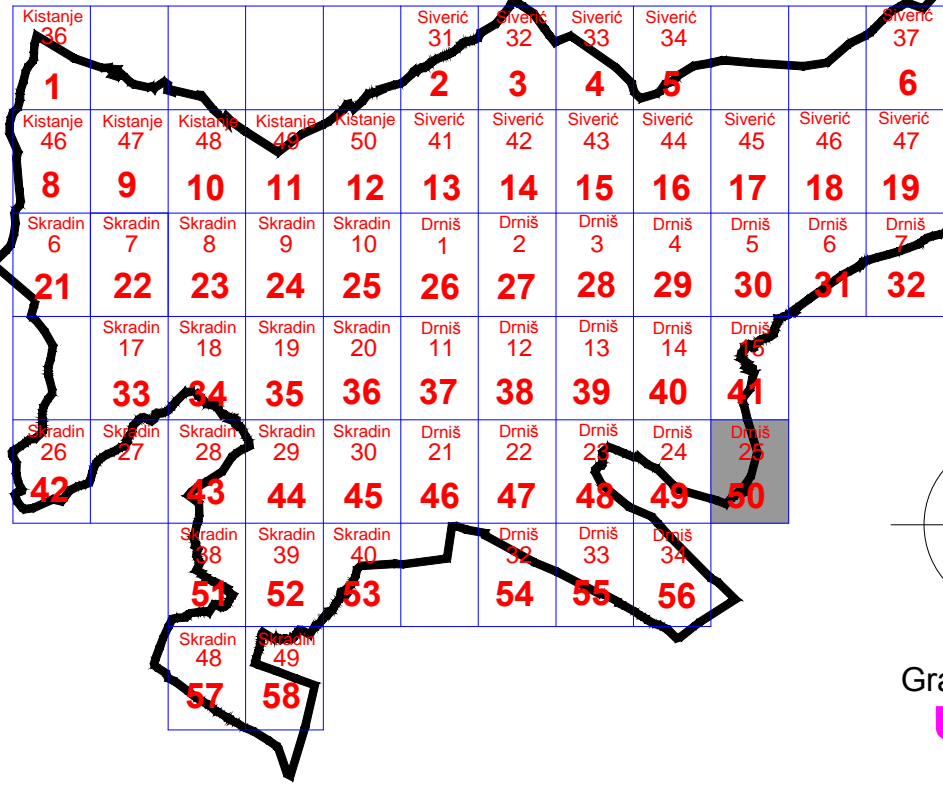 Kistanje Siverić Siverić Siverić Siverić Siverić
36 31 32 33 34 37
1 2 3 4 5 6
Kistanje Kistanje Kistanje Kistanje Kistanje Siverić Siverić Siverić Siverić Siverić Siverić Siverić
46 47 48 49 50 41 42 43 44 45 46 47
8 9 10 11 12 13 14 15 16 17 18 19
Skradin Skradin Skradin Skradin Skradin Drniš Drniš Drniš Drniš Drniš Drniš Drniš
6 7 8 9 10 1 2 3 4 5 6 7
21 22 23 24 25 26 27 28 29 30 31 32
Skradin Skradin Skradin Skradin Drniš Drniš Drniš Drniš Drniš
17 18 19 20 11 12 13 14 15
33 34 35 36 37 38 39 40 41
Skradin Skradin Skradin Skradin Skradin Drniš Drniš Drniš Drniš Drniš
26 27 28 29 30 21 22 23 24 25
42 43 44 45 46 47 48 49 50
Skradin Skradin Skradin Drniš Drniš Drniš
38 39 40 32 33 34
51 52 53 54 55 56
Skradin Skradin
48 49
57 58
Gra